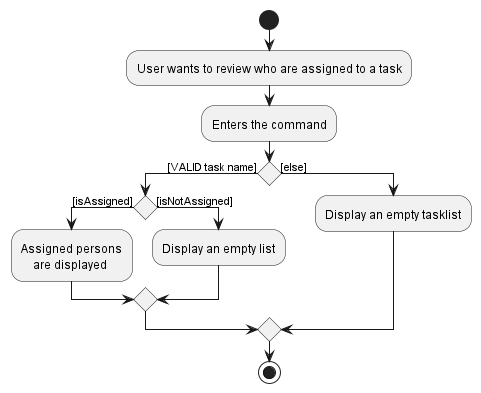 User wants to review who are assigned to a task
Enters the command
[VALID task name]
[else]
[isAssigned]
[isNotAssigned]
Assigned persons
are displayed
Display an empty list
Display an empty tasklist